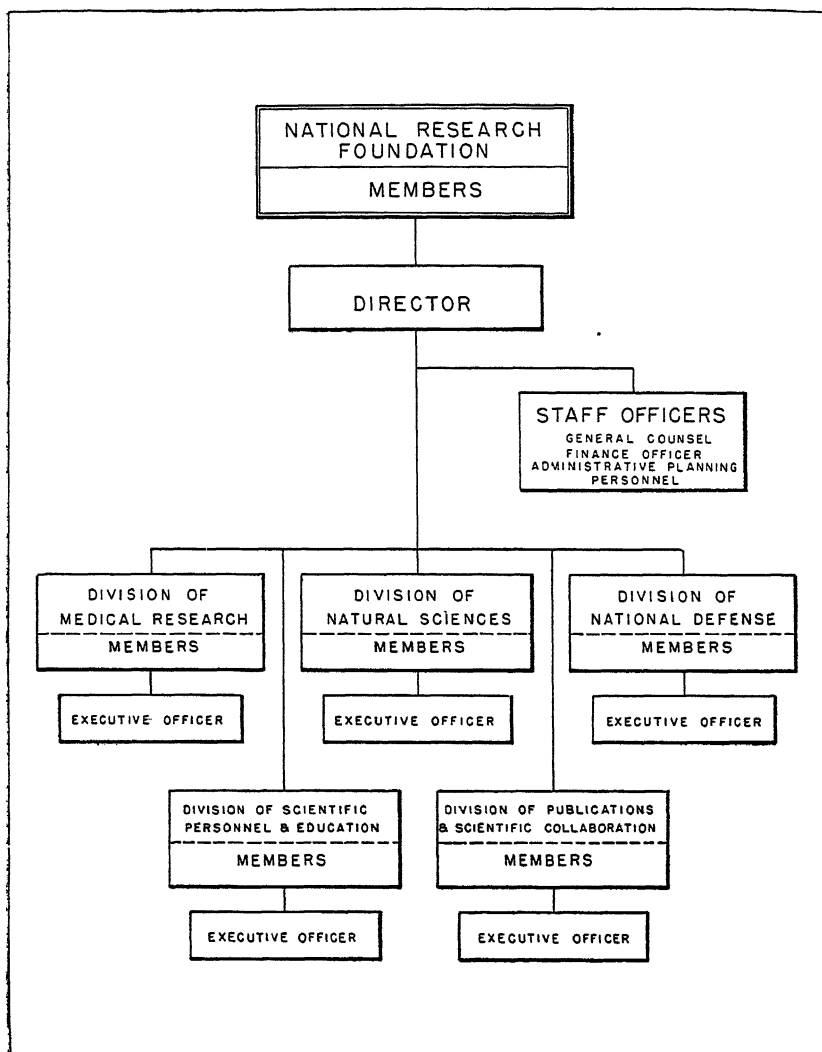 NATIONAL RESEARCH
FOUNDATION
MEMBERS
DIRECTOR
STAFF OFFICERS
GENERAL COUNSEL
FINANCE OFFICER
ADMINISTRATIVE PLANNING
PERSONNEL
DIVISION OF
MEDICAL RESEARCH
MEMBERS
EXECUTIVE OFFICER
DIVISION OF
NATURAL SCIENCES
MEMBERS
EXECUTIVE OFFICER
DIVISION OF
NATIONAL DEFENSE
MEMBERS
EXECUTIVE OFFICER
DIVISION OF SCIENTIFIC
PERSONNEL & EDUCATION
MEMBERS
EXECUTIVE OFFICER
DIVISION OF PUBLICATIONS
& SCIENTIFIC COLLABORATION
MEMBERS
EXECUTIVE OFFICER